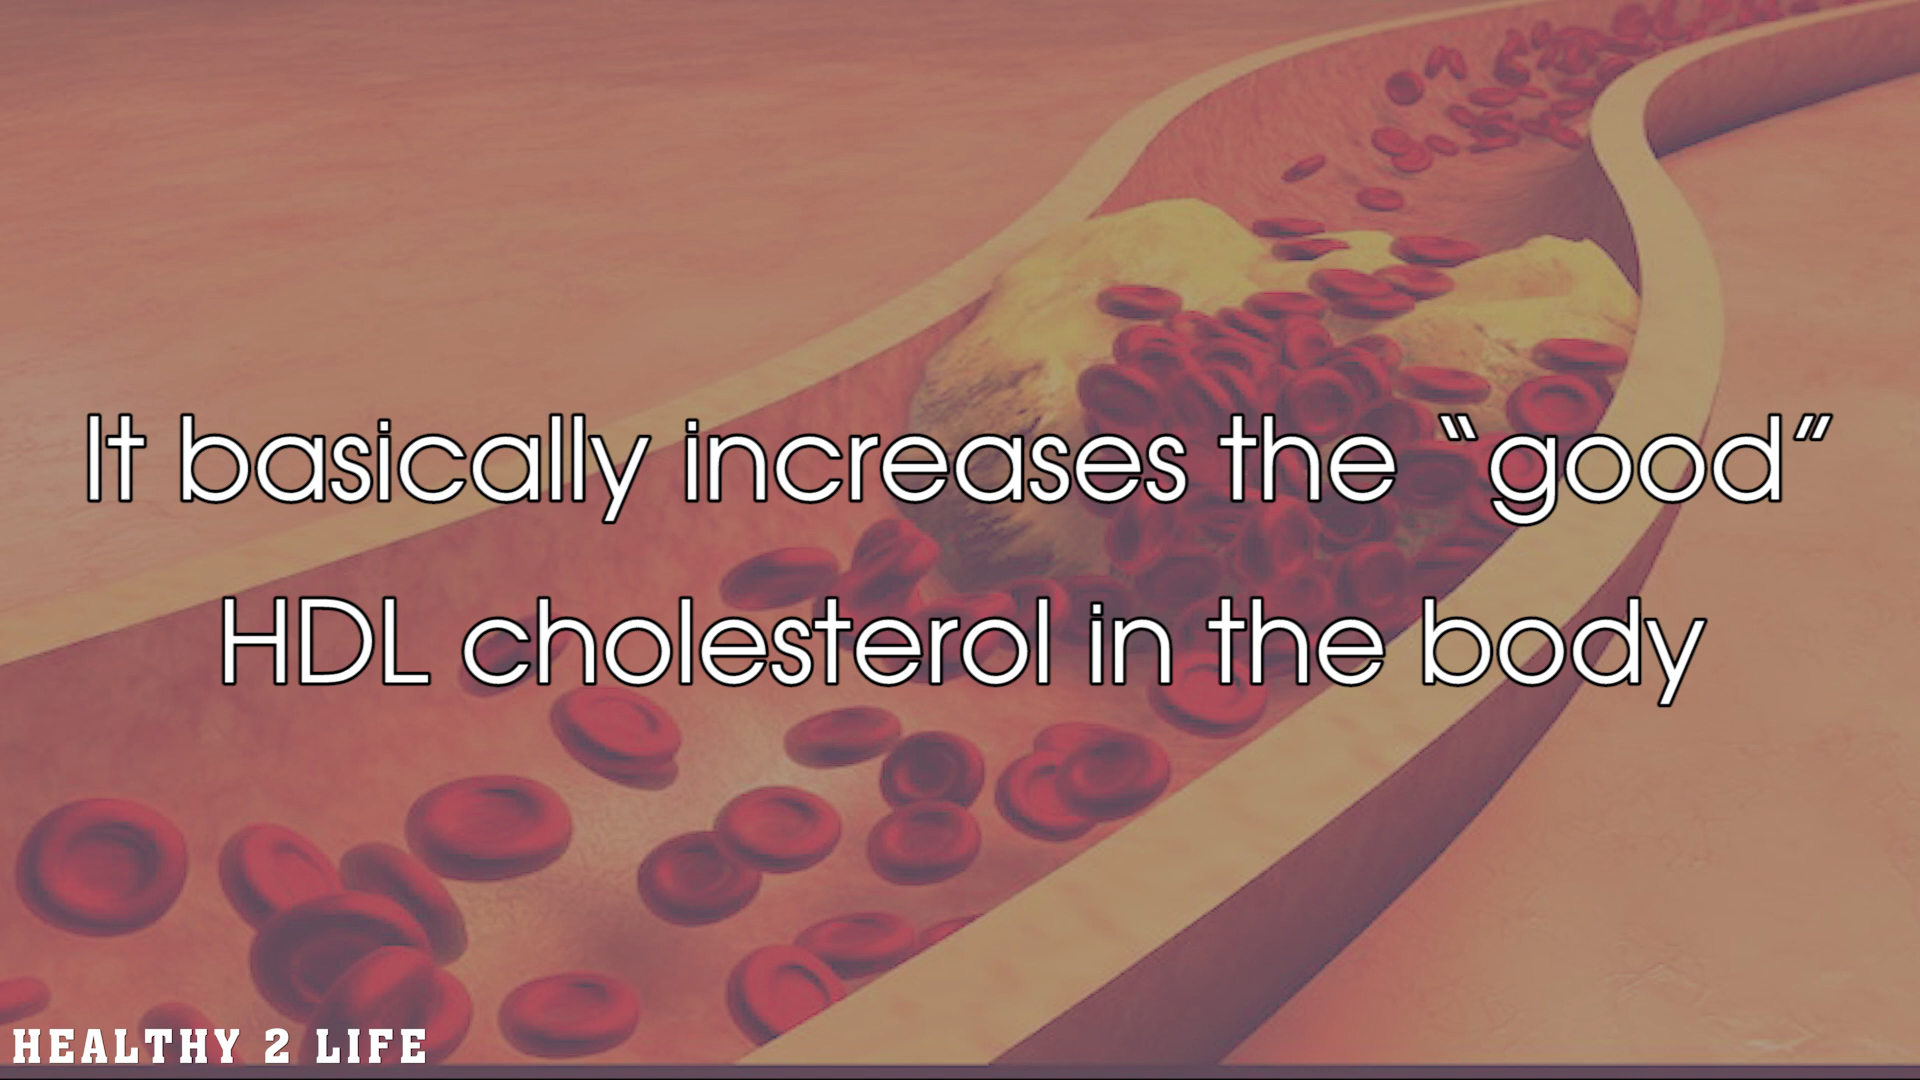 It basically increases the “good”
HDL cholesterol in the body
HEALTHY 2 LIFE